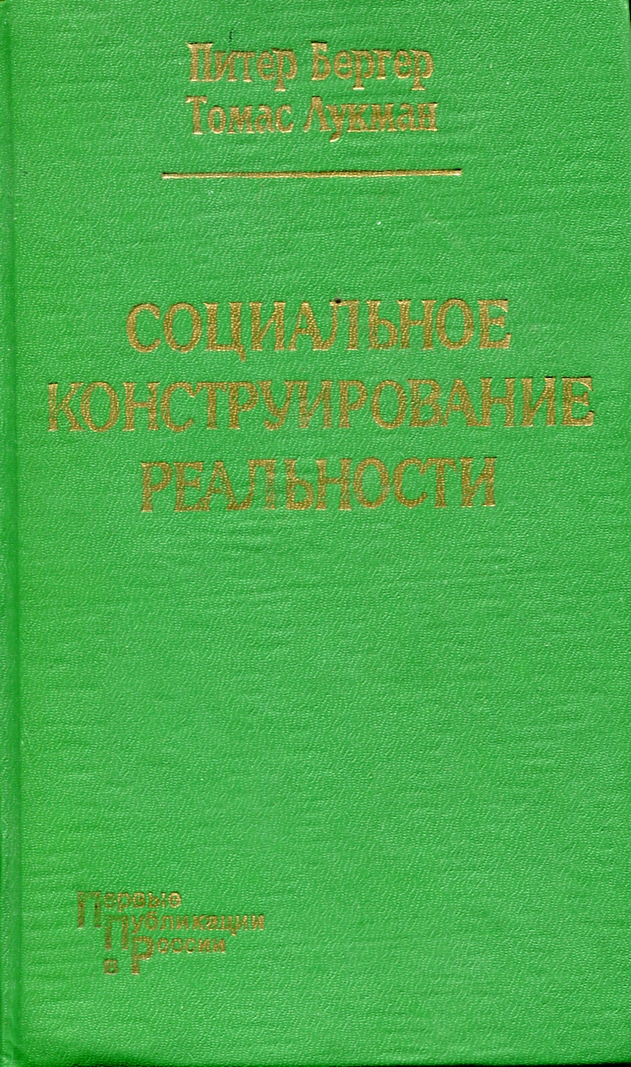 Питер Бергер
Томас Лукман
СОЦИАЛЬНОЕ
КОНСТРУИРОВАНИЕ
РЕАЛЬНОСТИ
Первые
Публикации
в России